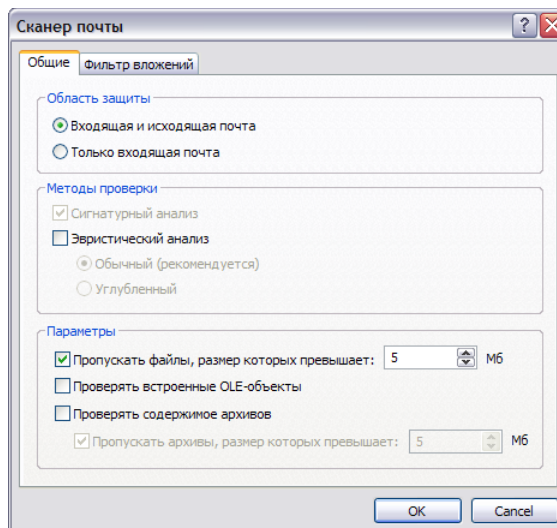 Сканер почты
Общие
Фильтр вложений
Область защиты
Входящая и исходящая почта
Только входящая почта
Методы проверки
Сигнатурный анализ
Эвристический анализ
Обычный (рекомендуется)
Углубленный
Параметры
Пропускать файлы, размер которых превышает: 5 Мб
Проверять встроенные OLE-объекты
Проверять содержимое архивов
Пропускать архивы, размер которых превышает: 5 Мб
OK Cancel